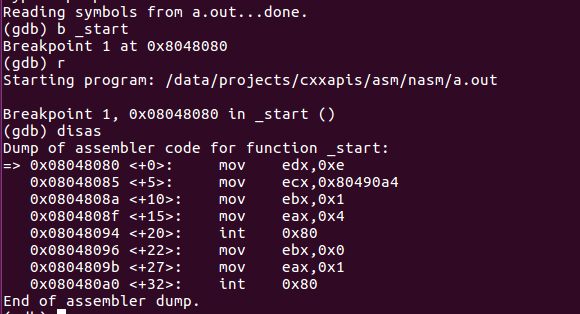 Reading symbols from a.out...done.
(gdb) b _start
Breakpoint 1 at 0x8048080
(gdb) r
Starting program: /data/projects/cxxapis/asm/nasm/a.out

Breakpoint 1, 0x08048080 in _start ()
(gdb) disas
Dump of assembler code for function _start:
=> 0x08048080 <+0>:     mov    edx,0xe
   0x08048085 <+5>:     mov    ecx,0x80490a4
   0x0804808a <+10>:    mov    ebx,0x1
   0x0804808f <+15>:    mov    eax,0x4
   0x08048094 <+20>:    int    0x80
   0x08048096 <+22>:    mov    ebx,0x0
   0x0804809b <+27>:    mov    eax,0x1
   0x080480a0 <+32>:    int    0x80
End of assembler dump.